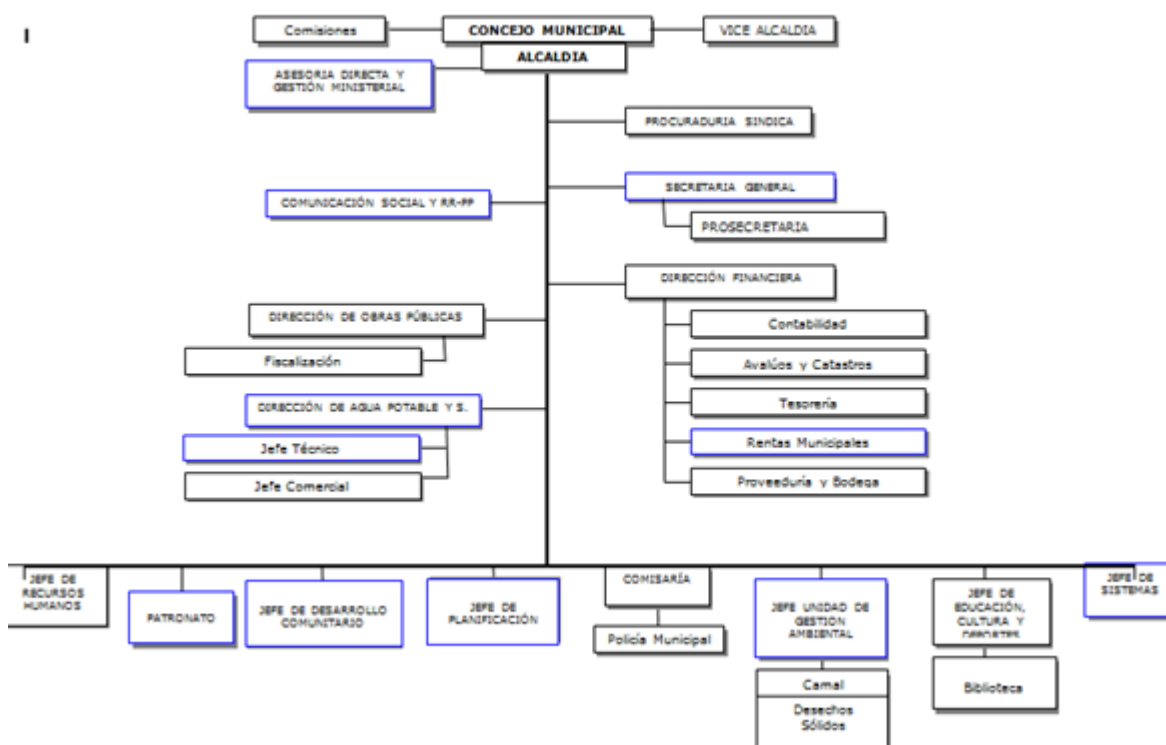 I
Comisiones
CONCEJO MUNICIPAL
VICE ALCALDIA
ALCALDIA
ASESORIA DIRECTA Y
GESTIÓN MINISTERIAL
PROCURADURIA SINDICA
COMUNICACIÓN SOCIAL Y RR-PP
SECRETARIA GENERAL
PROSECRETARIA
DIRECCIÓN FINANCIERA
DIRECCIÓN DE OBRAS PÚBLICAS
Contabilidad
Fiscalización
Avalúos y Catastros
DIRECCIÓN DE AGUA POTABLE Y S.
Tesorería
Jefe Técnico
Rentas Municipales
Jefe Comercial
Proveeduría y Bodega
JEFE DE
RECURSOS
HUMANOS
PATRONATO
JEFE DE DESARROLLO
COMUNITARIO
JEFE DE
PLANIFICACIÓN
COMISARÍA
Policía Municipal
JEFE UNIDAD DE
GESTION
AMBIENTAL
Camal
Desechos
Sólidos
JEFE DE
EDUCACIÓN,
CULTURA Y
DEPORTES
Biblioteca
JEFE DE
SISTEMAS